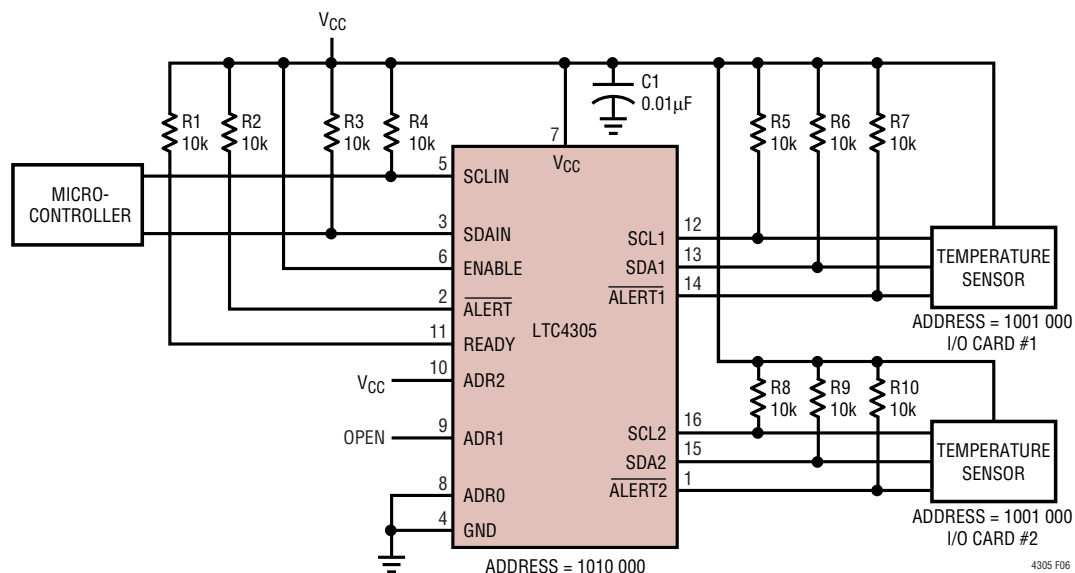 VCC
R1
10k
R2
10k
R3
10k
R4
10k
C1
0.01µF
R5
10k
R6
10k
R7
10k
MICRO-
CONTROLLER
7
VCC
5
SCLIN
3
SDAIN
6
ENABLE
2
ALERT
11
READY
VCC
10
ADR2
OPEN
9
ADR1
8
ADR0
4
GND
LTC4305
12
SCL1
13
SDA1
14
ALERT1
TEMPERATURE
SENSOR
ADDRESS = 1001 000
I/O CARD #1
R8
10k
R9
10k
R10
10k
16
SCL2
15
SDA2
1
ALERT2
TEMPERATURE
SENSOR
ADDRESS = 1001 000
I/O CARD #2
ADDRESS = 1010 000
4305 F06